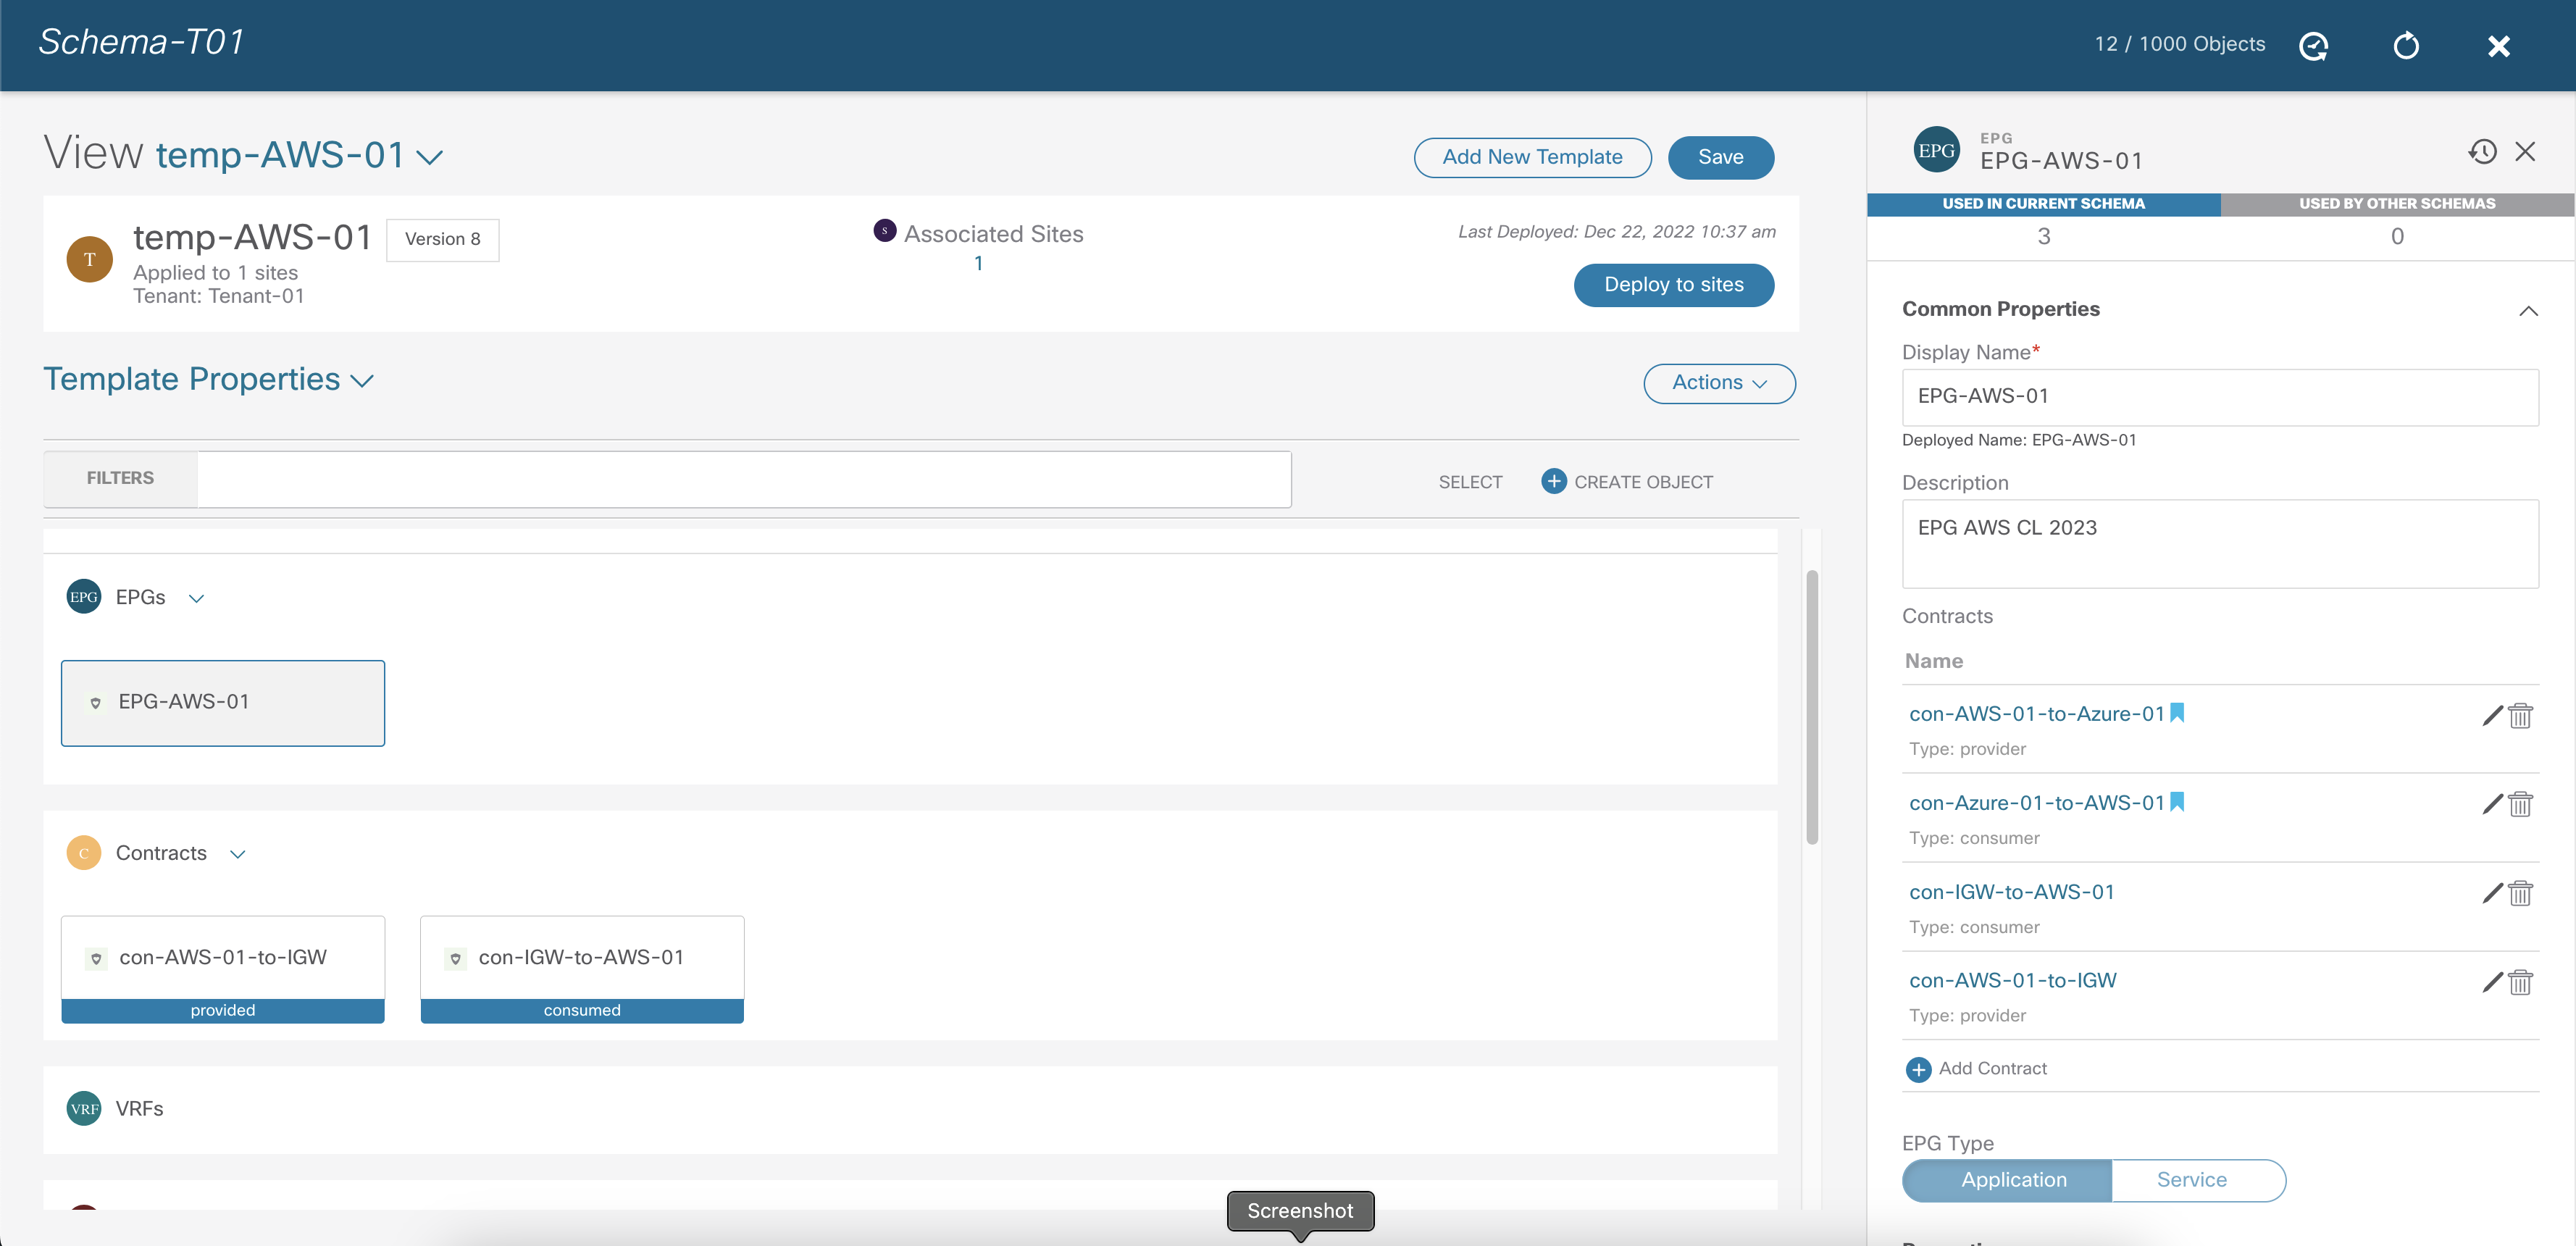 Schema-T01
12 / 1000 Objects
View temp-AWS-01
Add New Template
Save
T
temp-AWS-01
Version 8
Applied to 1 sites
Tenant: Tenant-01
S
Associated Sites
1
Last Deployed: Dec 22, 2022 10:37 am
Deploy to sites
Template Properties
Actions
FILTERS
SELECT
CREATE OBJECT
EPG
EPGs
EPG-AWS-01
C
Contracts
con-AWS-01-to-IGW
provided
con-IGW-to-AWS-01
consumed
VRF
VRFs
Screenshot
EPG
EPG
EPG-AWS-01
USED IN CURRENT SCHEMA
USED BY OTHER SCHEMAS
3
0
Common Properties
Display Name*
EPG-AWS-01
Deployed Name: EPG-AWS-01
Description
EPG AWS CL 2023
Contracts
Name
con-AWS-01-to-Azure-01
Type: provider
con-Azure-01-to-AWS-01
Type: consumer
con-IGW-to-AWS-01
Type: consumer
con-AWS-01-to-IGW
Type: provider
Add Contract
EPG Type
Application
Service